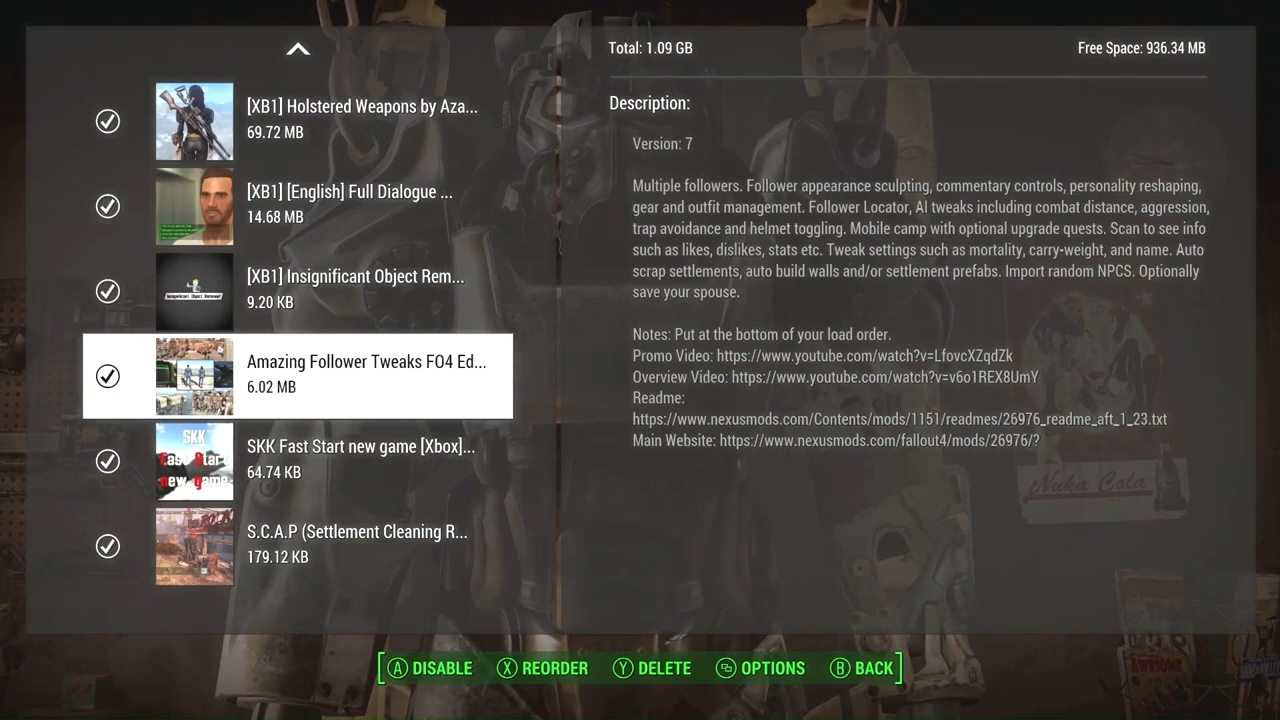 Total: 1.09 GB
Free Space: 936.34 MB
[XB1] Holstered Weapons by Aza...
69.72 MB
[XB1] [English] Full Dialogue ...
14.68 MB
[XB1] Insignificant Object Rem...
9.20 KB
Amazing Follower Tweaks FO4 Ed...
6.02 MB
SKK
Fast Start
new game
SKK Fast Start new game [Xbox]...
64.74 KB
S.C.A.P (Settlement Cleaning R...
179.12 KB
Description:
Version: 7
Multiple followers. Follower appearance sculpting, commentary controls, personality reshaping,
gear and outfit management. Follower Locator, AI tweaks including combat distance, aggression,
trap avoidance and helmet toggling. Mobile camp with optional upgrade quests. Scan to see info
such as likes, dislikes, stats etc. Tweak settings such as mortality, carry-weight, and name. Auto
scrap settlements, auto build walls and/or settlement prefabs. Import random NPCS. Optionally
save your spouse.
Notes: Put at the bottom of your load order.
Promo Video: https://www.youtube.com/watch?v=LfovcXZqdZk
Overview Video: https://www.youtube.com/watch?v=v6o1REX8UmY
Readme:
https://www.nexusmods.com/Contents/mods/1151/readmes/26976_readme_aft_1_23.txt
Main Website: https://www.nexusmods.com/fallout4/mods/26976/?
Nuka Cola
A DISABLE
X REORDER
Y DELETE
OPTIONS
B BACK